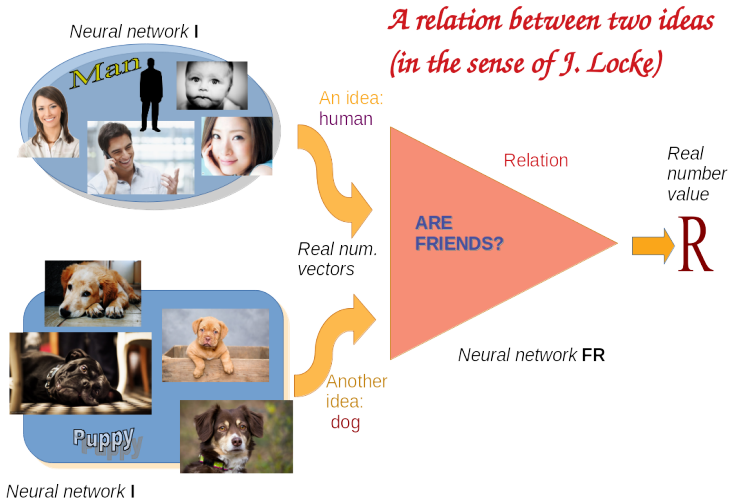 A relation between two ideas
(in the sense of J. Locke)
Neural network I
Man
An idea:
human
Relation
Real
number
value
ARE
FRIENDS?
R
Real num.
vectors
Neural network FR
Another
idea:
dog
Puppy
Neural network I